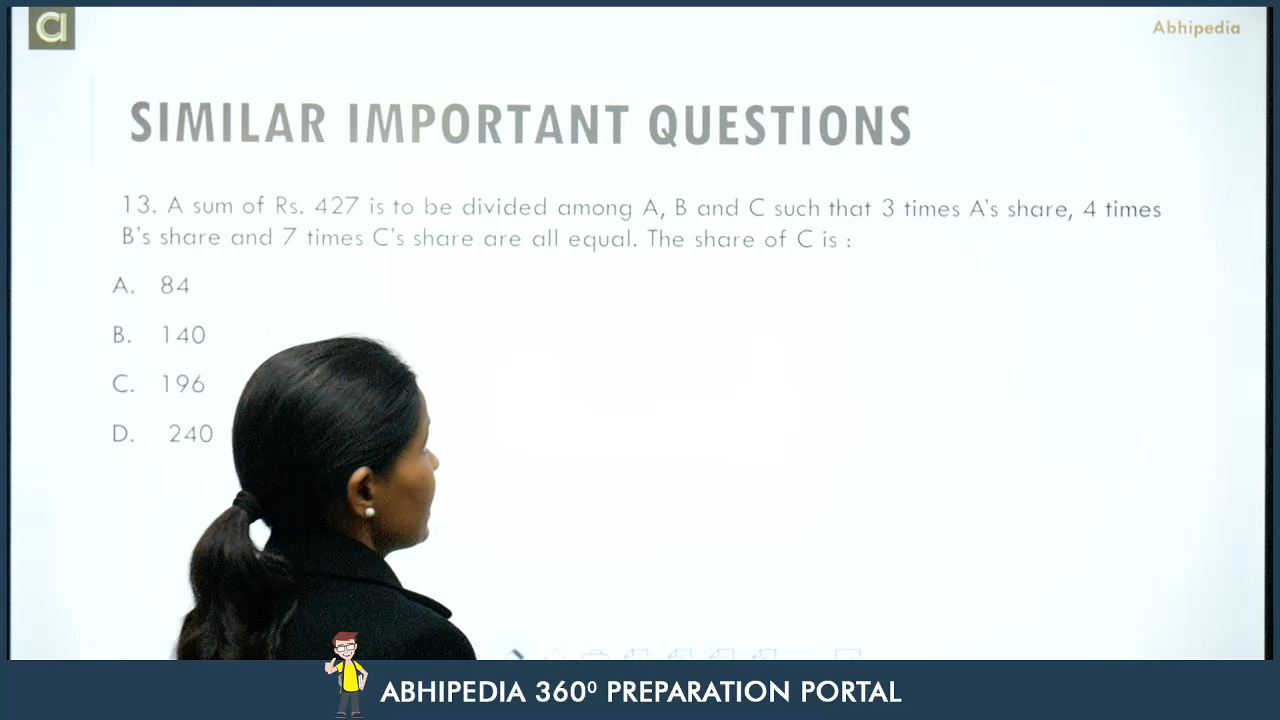 a
Abhipedia
SIMILAR IMPORTANT QUESTIONS
13. A sum of Rs. 427 is to be divided among A, B and C such that 3 times A's share, 4 times
B's share and 7 times C's share are all equal. The share of C is :
A. 84
B. 140
C. 196
D. 240
ABHIPEDIA 360⁰ PREPARATION PORTAL